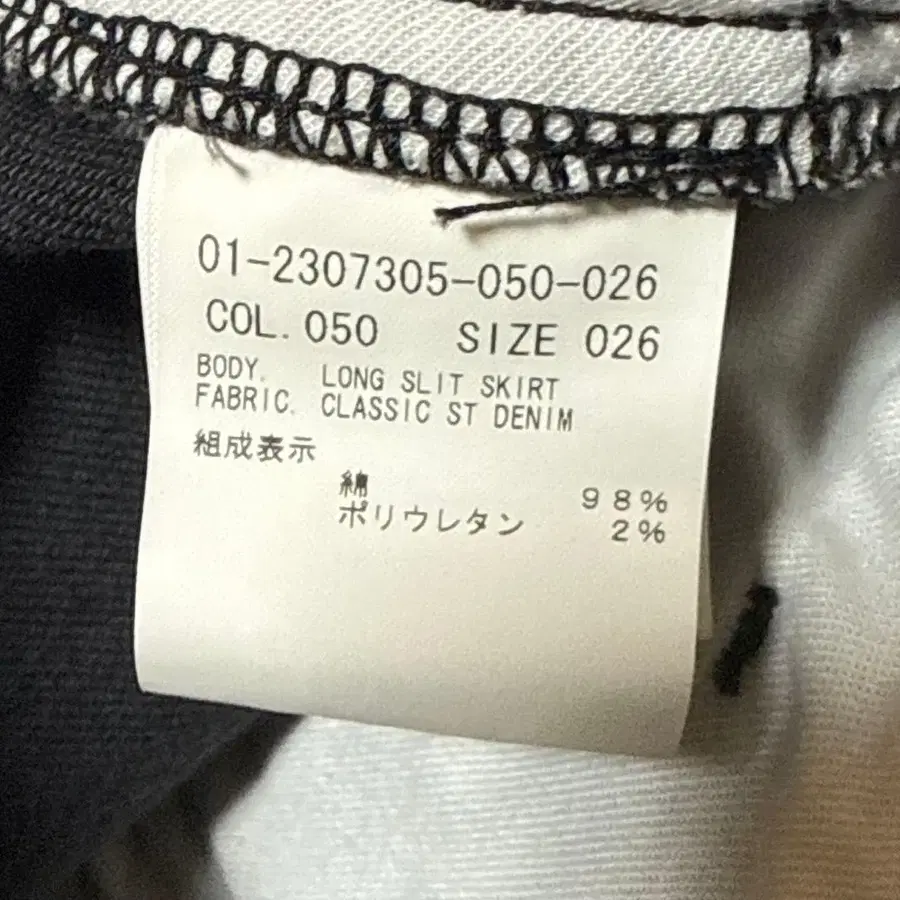 01-2307305-050-026
COL. 050 SIZE 026
BODY. LONG SLIT SKIRT
FABRIC. CLASSIC ST DENIM
組成表示
綿 98%
ポリウレタン 2%